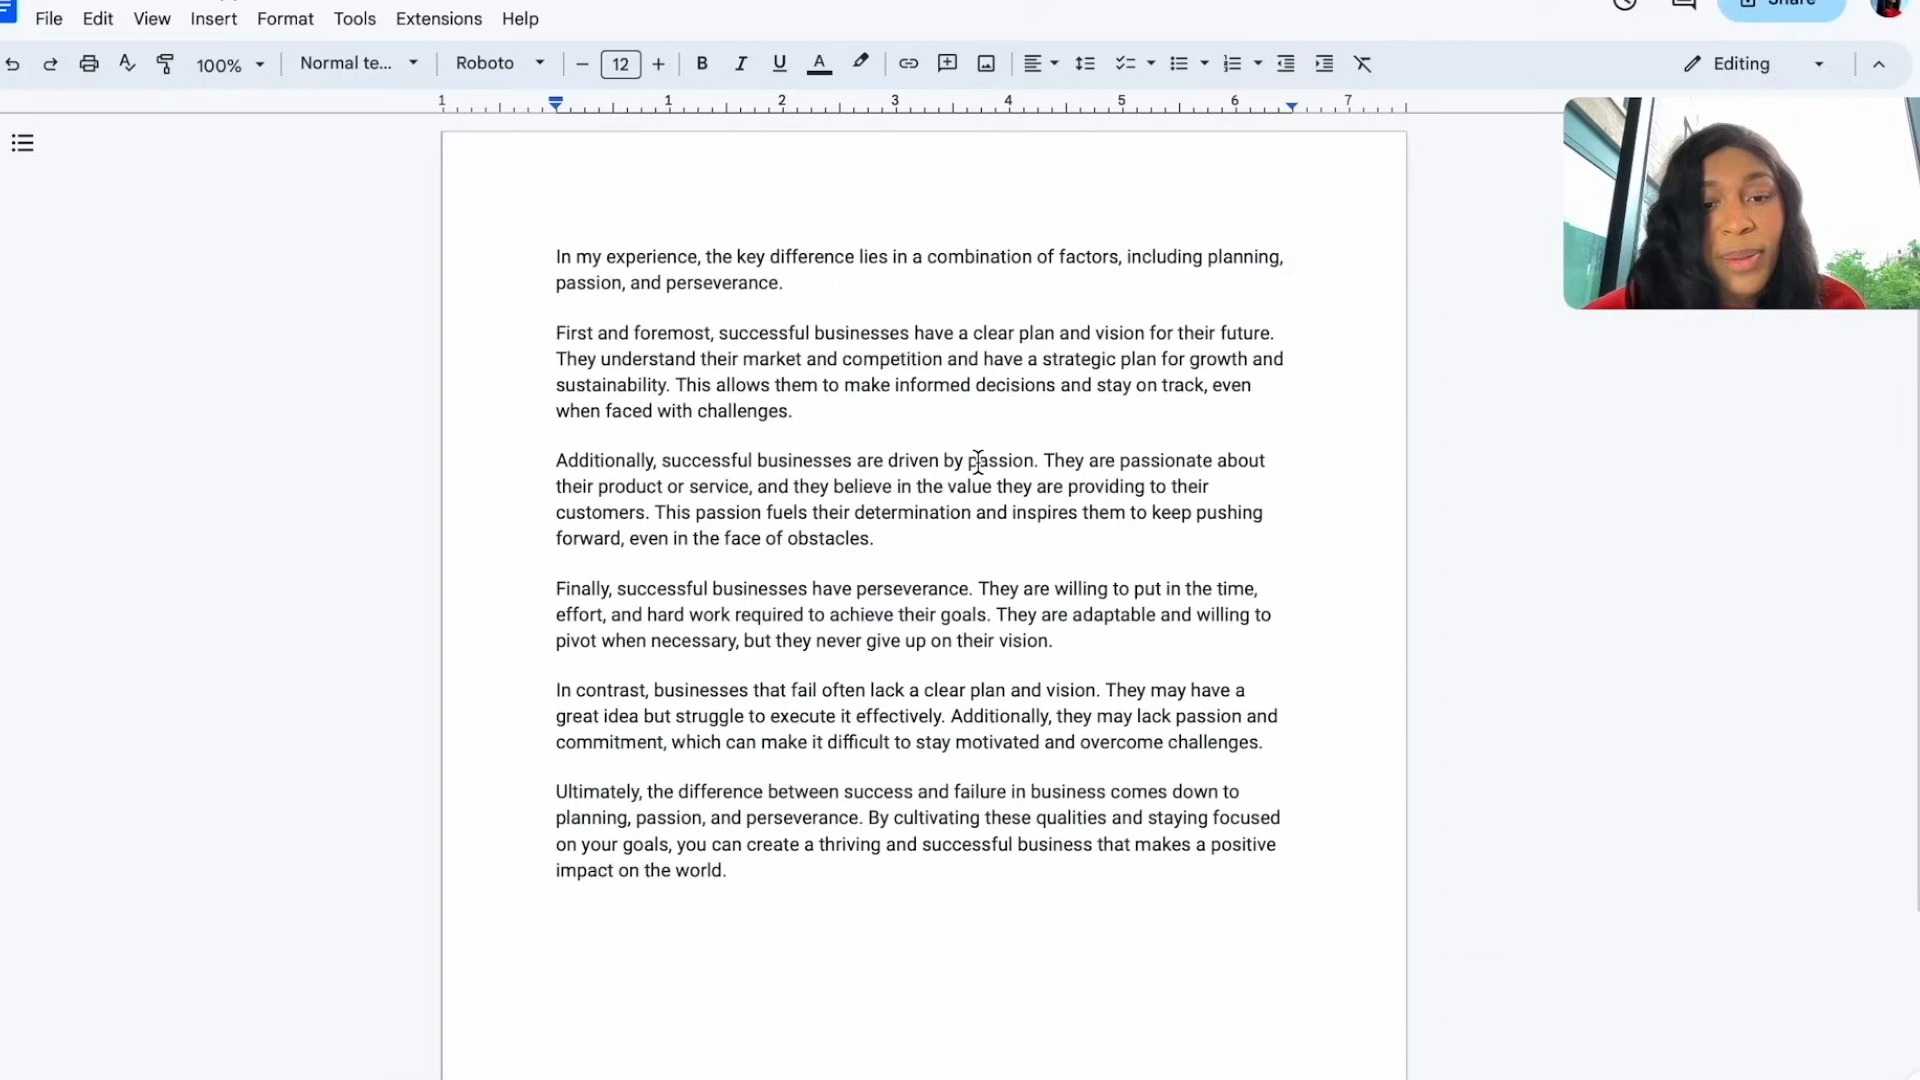 File Edit View Insert Format Tools Extensions Help
Share
100% Normal te... Roboto 12 B I U A Editing
1 1 2 3 4 5 6 7
In my experience, the key difference lies in a combination of factors, including planning,
passion, and perseverance.
First and foremost, successful businesses have a clear plan and vision for their future.
They understand their market and competition and have a strategic plan for growth and
sustainability. This allows them to make informed decisions and stay on track, even
when faced with challenges.
Additionally, successful businesses are driven by passion. They are passionate about
their product or service, and they believe in the value they are providing to their
customers. This passion fuels their determination and inspires them to keep pushing
forward, even in the face of obstacles.
Finally, successful businesses have perseverance. They are willing to put in the time,
effort, and hard work required to achieve their goals. They are adaptable and willing to
pivot when necessary, but they never give up on their vision.
In contrast, businesses that fail often lack a clear plan and vision. They may have a
great idea but struggle to execute it effectively. Additionally, they may lack passion and
commitment, which can make it difficult to stay motivated and overcome challenges.
Ultimately, the difference between success and failure in business comes down to
planning, passion, and perseverance. By cultivating these qualities and staying focused
on your goals, you can create a thriving and successful business that makes a positive
impact on the world.